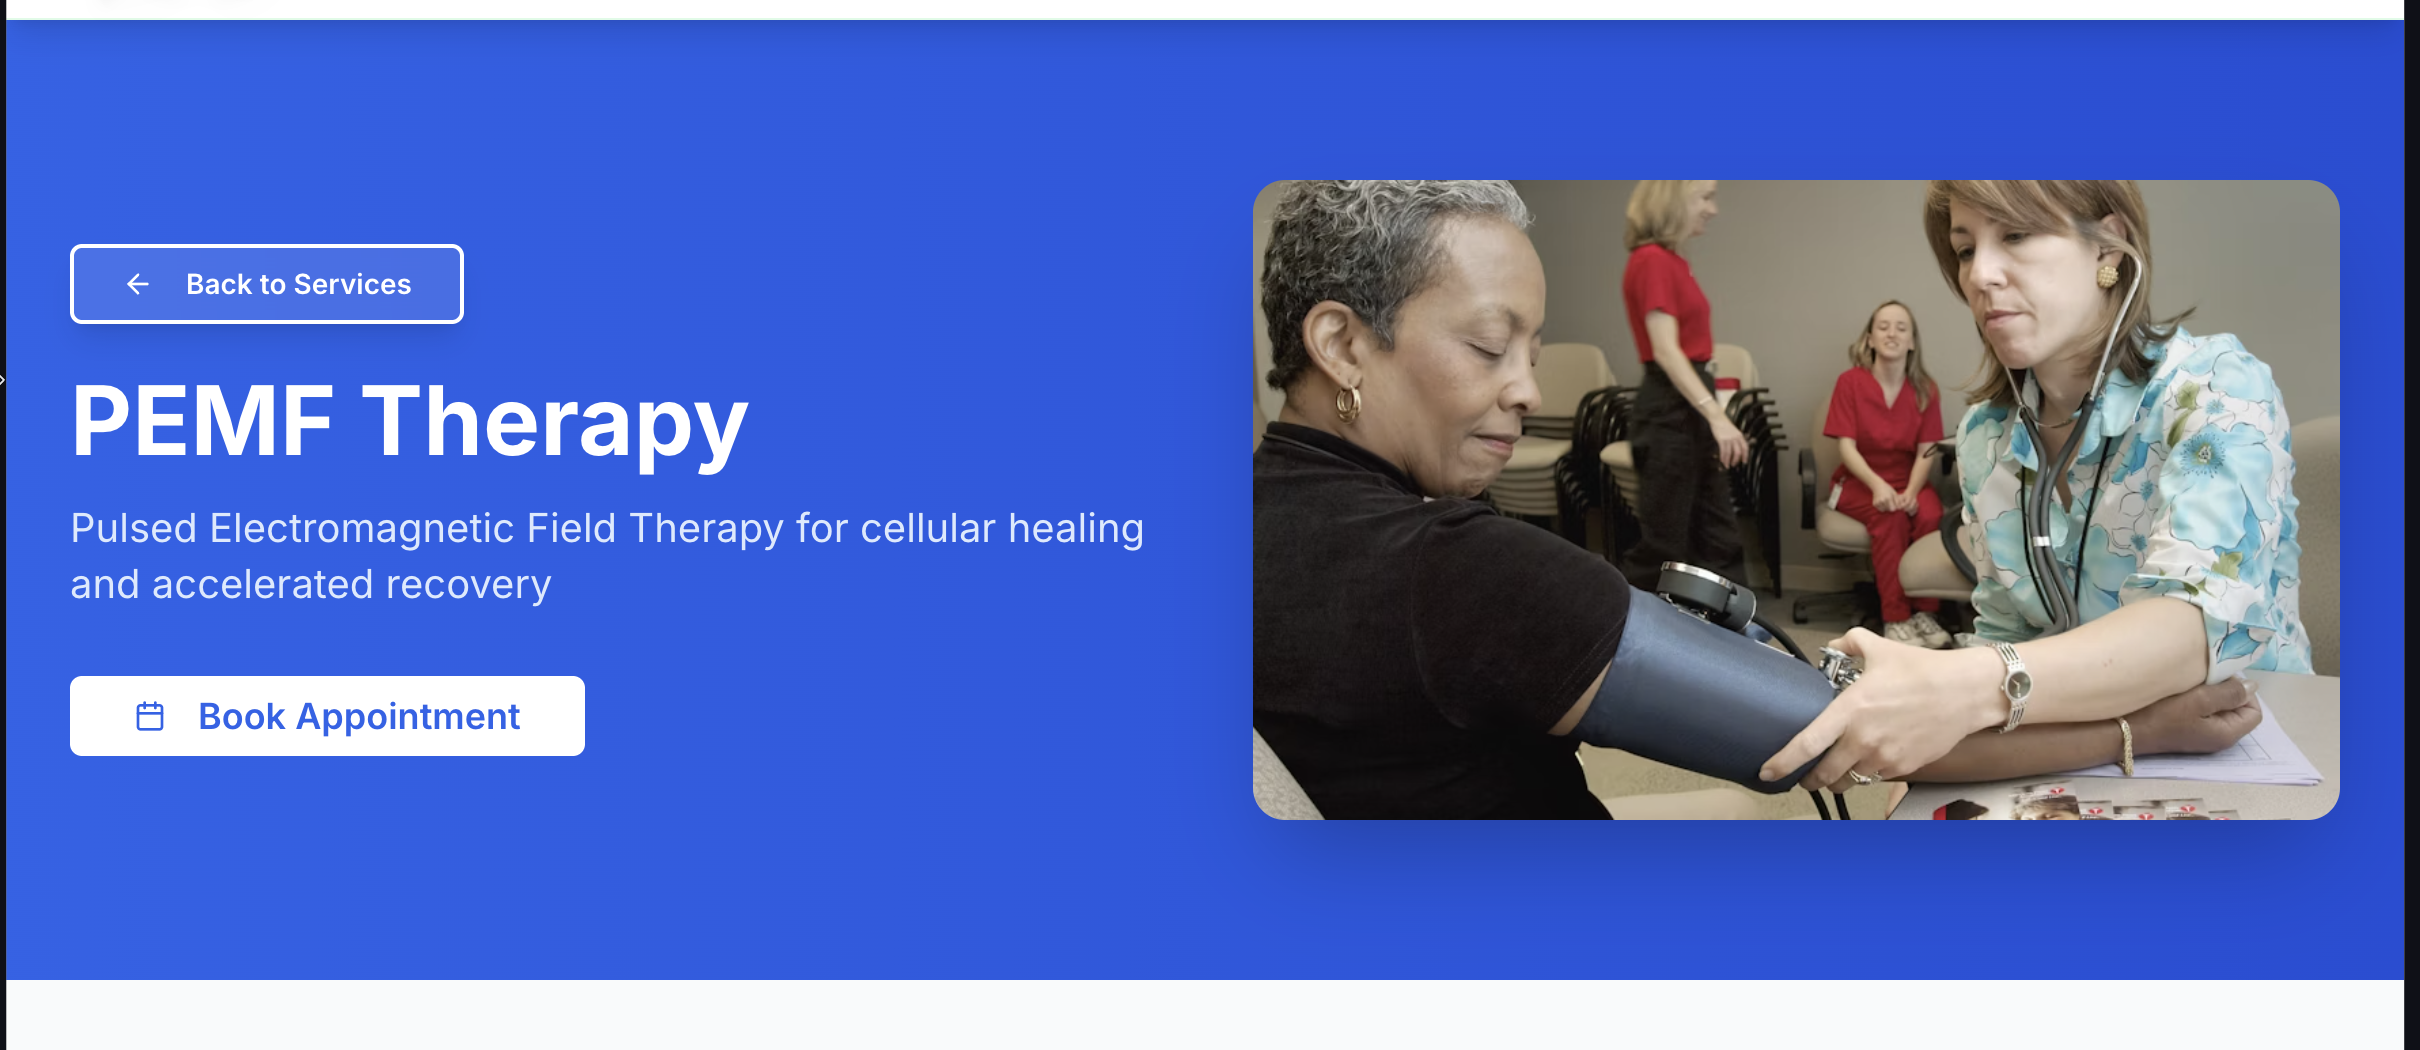 Back to Services
PEMF Therapy
Pulsed Electromagnetic Field Therapy for cellular healing
and accelerated recovery
Book Appointment